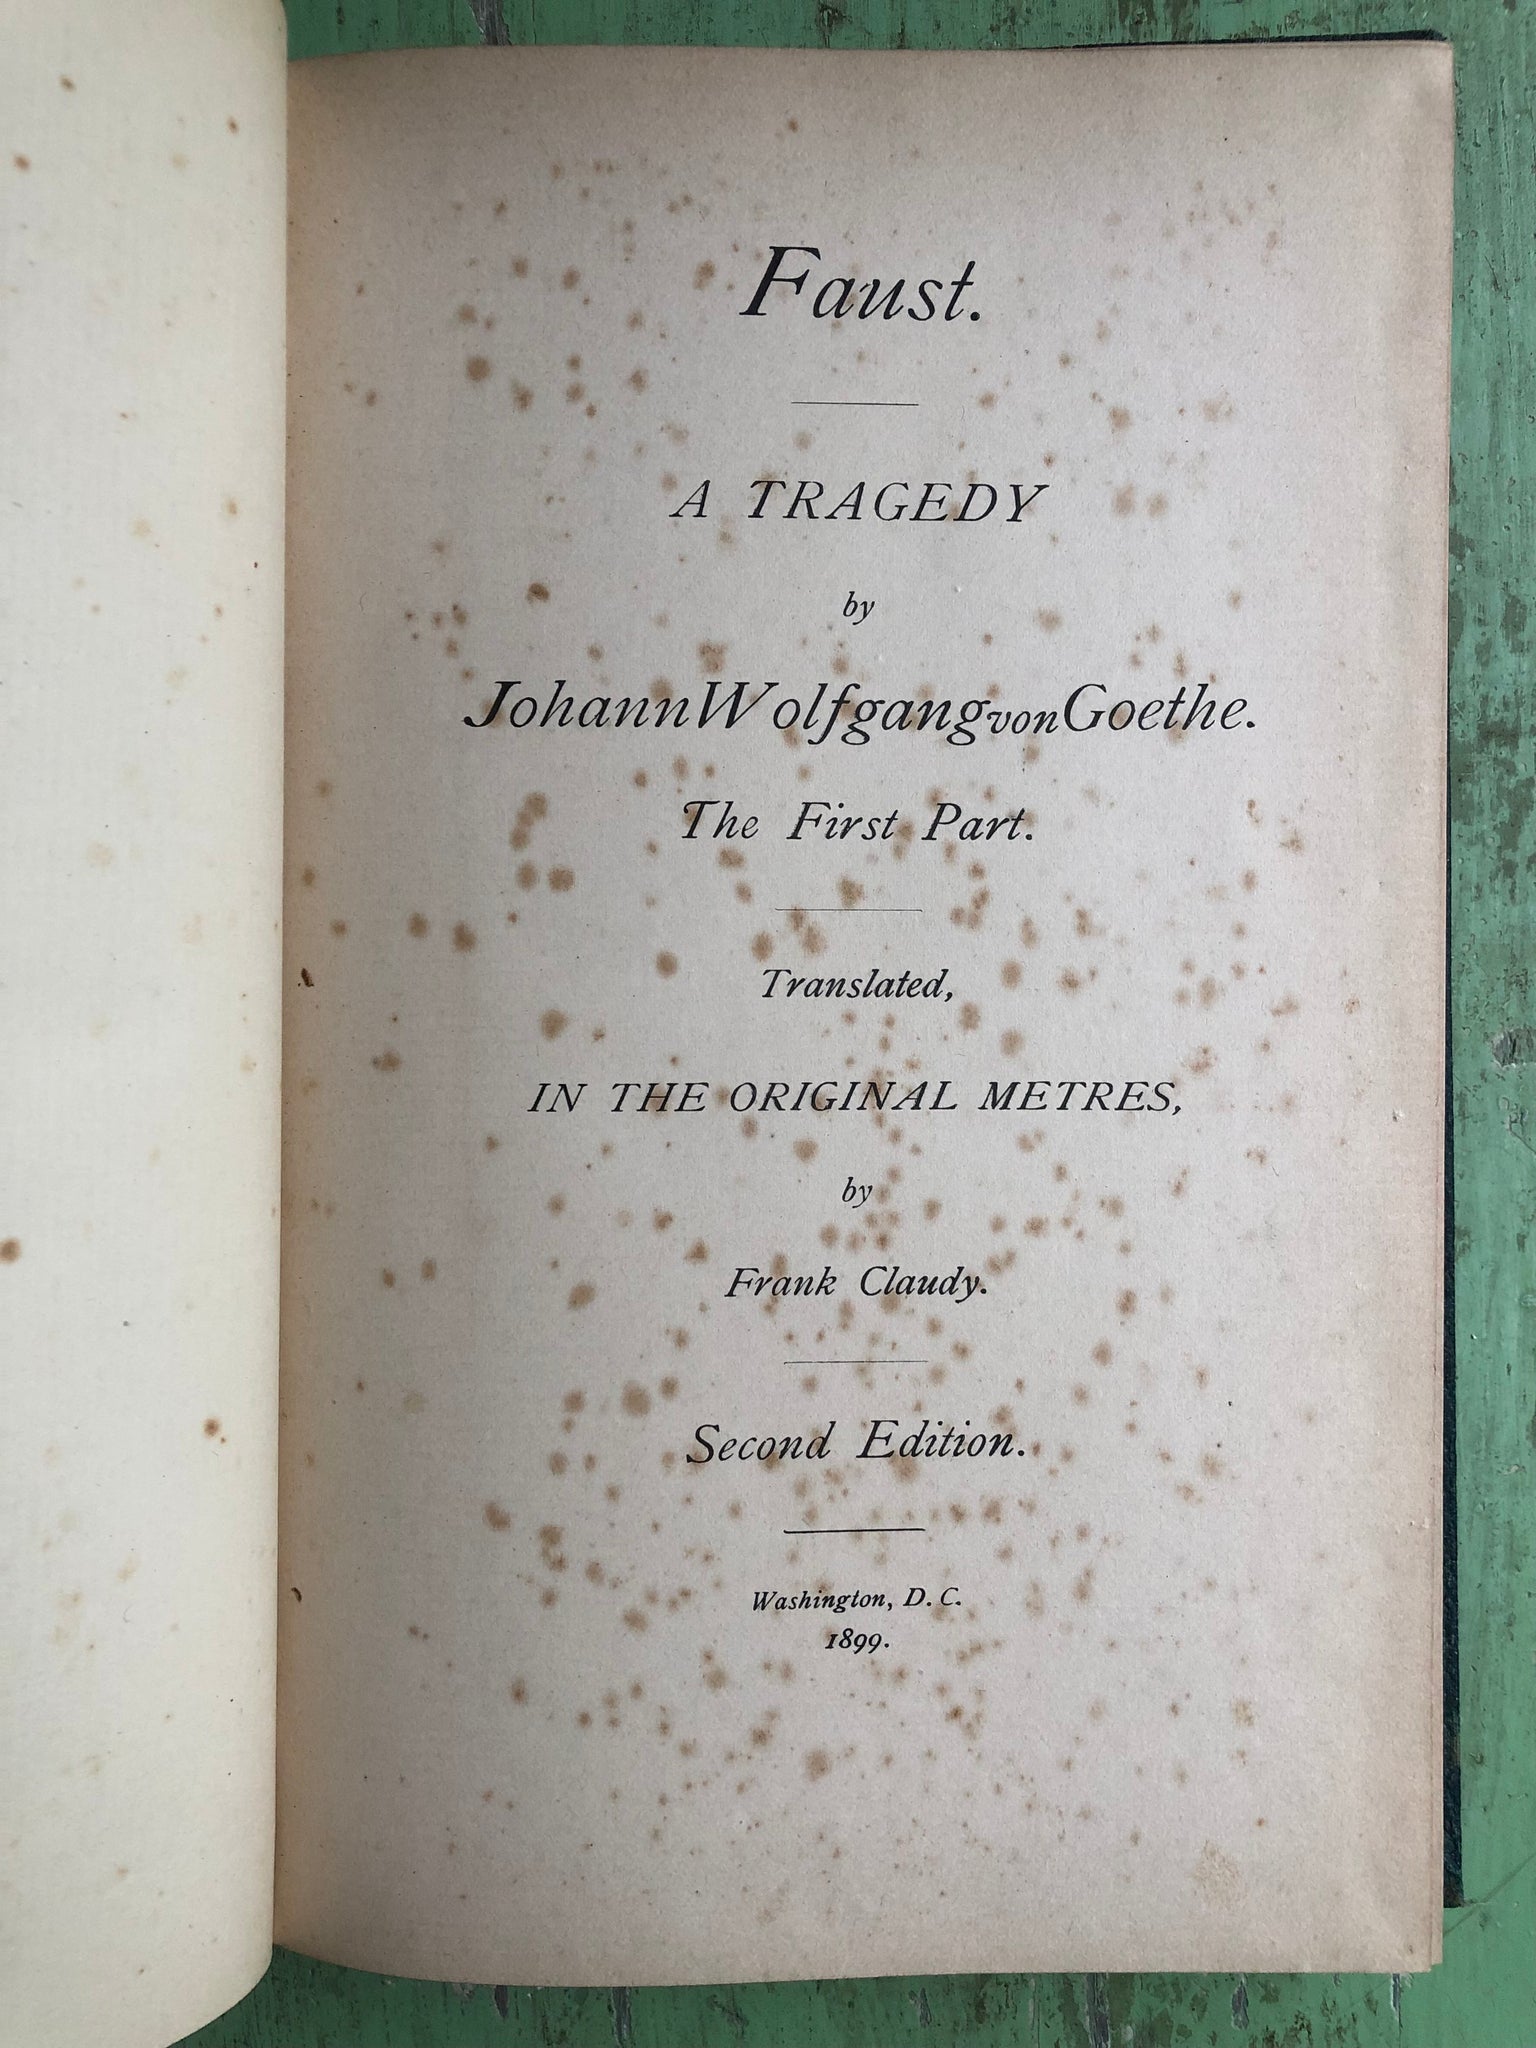 Faust.
A TRAGEDY
by
Johann Wolfgang von Goethe.
The First Part.
Translated,
IN THE ORIGINAL METRES,
by
Frank Claudy.
Second Edition.
Washington, D. C.
1899.